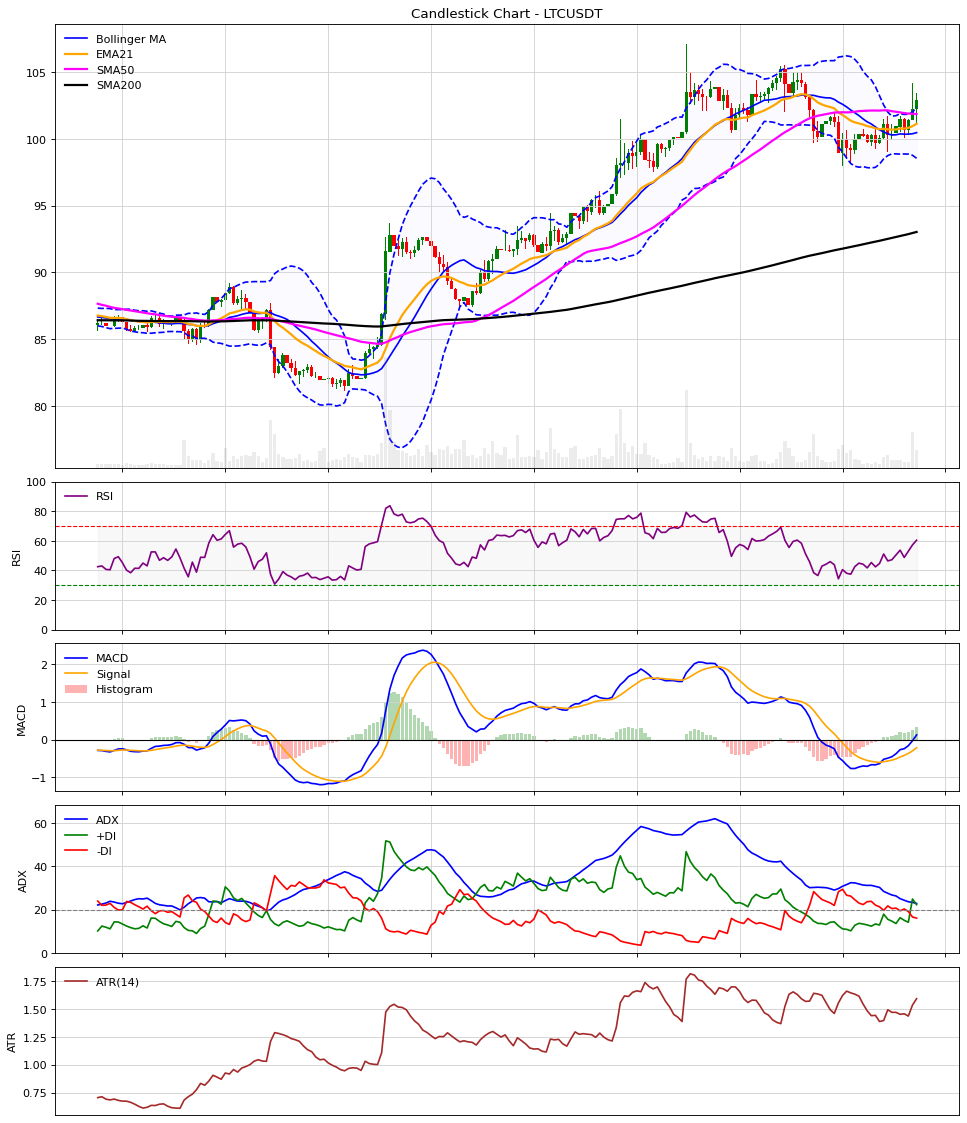 Candlestick Chart - LTCUSDT
Bollinger MA
EMA21
SMA50
SMA200
105
100
95
90
85
80
RSI
RSI
100
80
60
40
20
0
MACD
Signal
Histogram
MACD
2
1
0
−1
ADX
+DI
-DI
ADX
60
40
20
0
ATR(14)
ATR
1.75
1.50
1.25
1.00
0.75